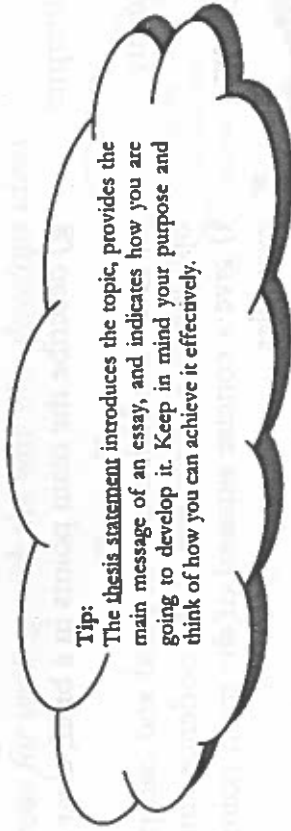 Tip:
The thesis statement introduces the topic, provides the
main message of an essay, and indicates how you are
going to develop it. Keep in mind your purpose and
think of how you can achieve it effectively.